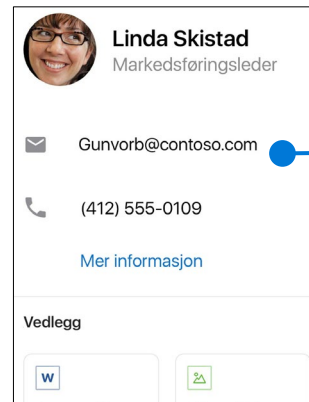 Linda Skistad
Markedsføringsleder
Gunvorb@contoso.com
(412) 555-0109
Mer informasjon
Vedlegg
W